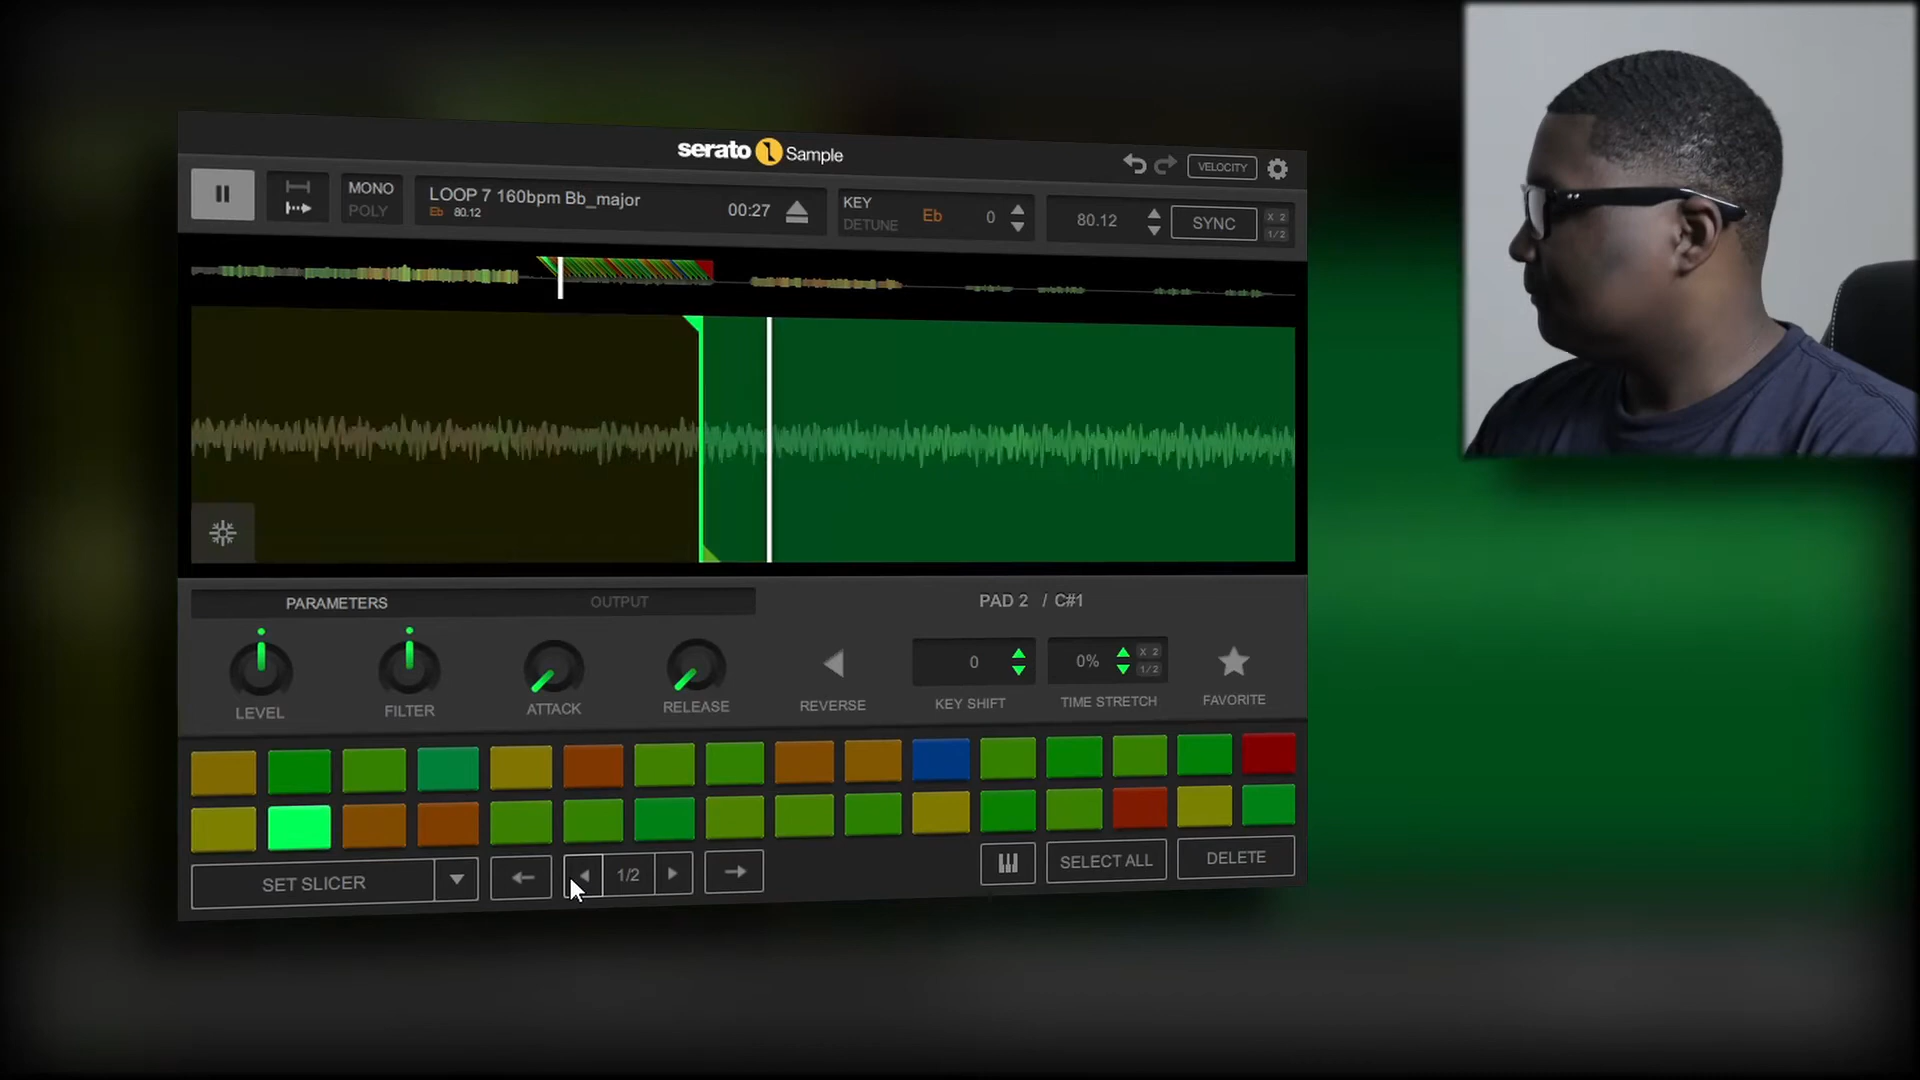 serato Sample
VELOCITY
MONO
POLY
LOOP 7 160bpm Bb_major
Eb 80.12
00:27
KEY
DETUNE
Eb
0
80.12
SYNC
X 2
1/2
PARAMETERS
OUTPUT
PAD 2 / C#1
0
0%
X 2
1/2
LEVEL
FILTER
ATTACK
RELEASE
REVERSE
KEY SHIFT
TIME STRETCH
FAVORITE
SET SLICER
1/2
SELECT ALL
DELETE